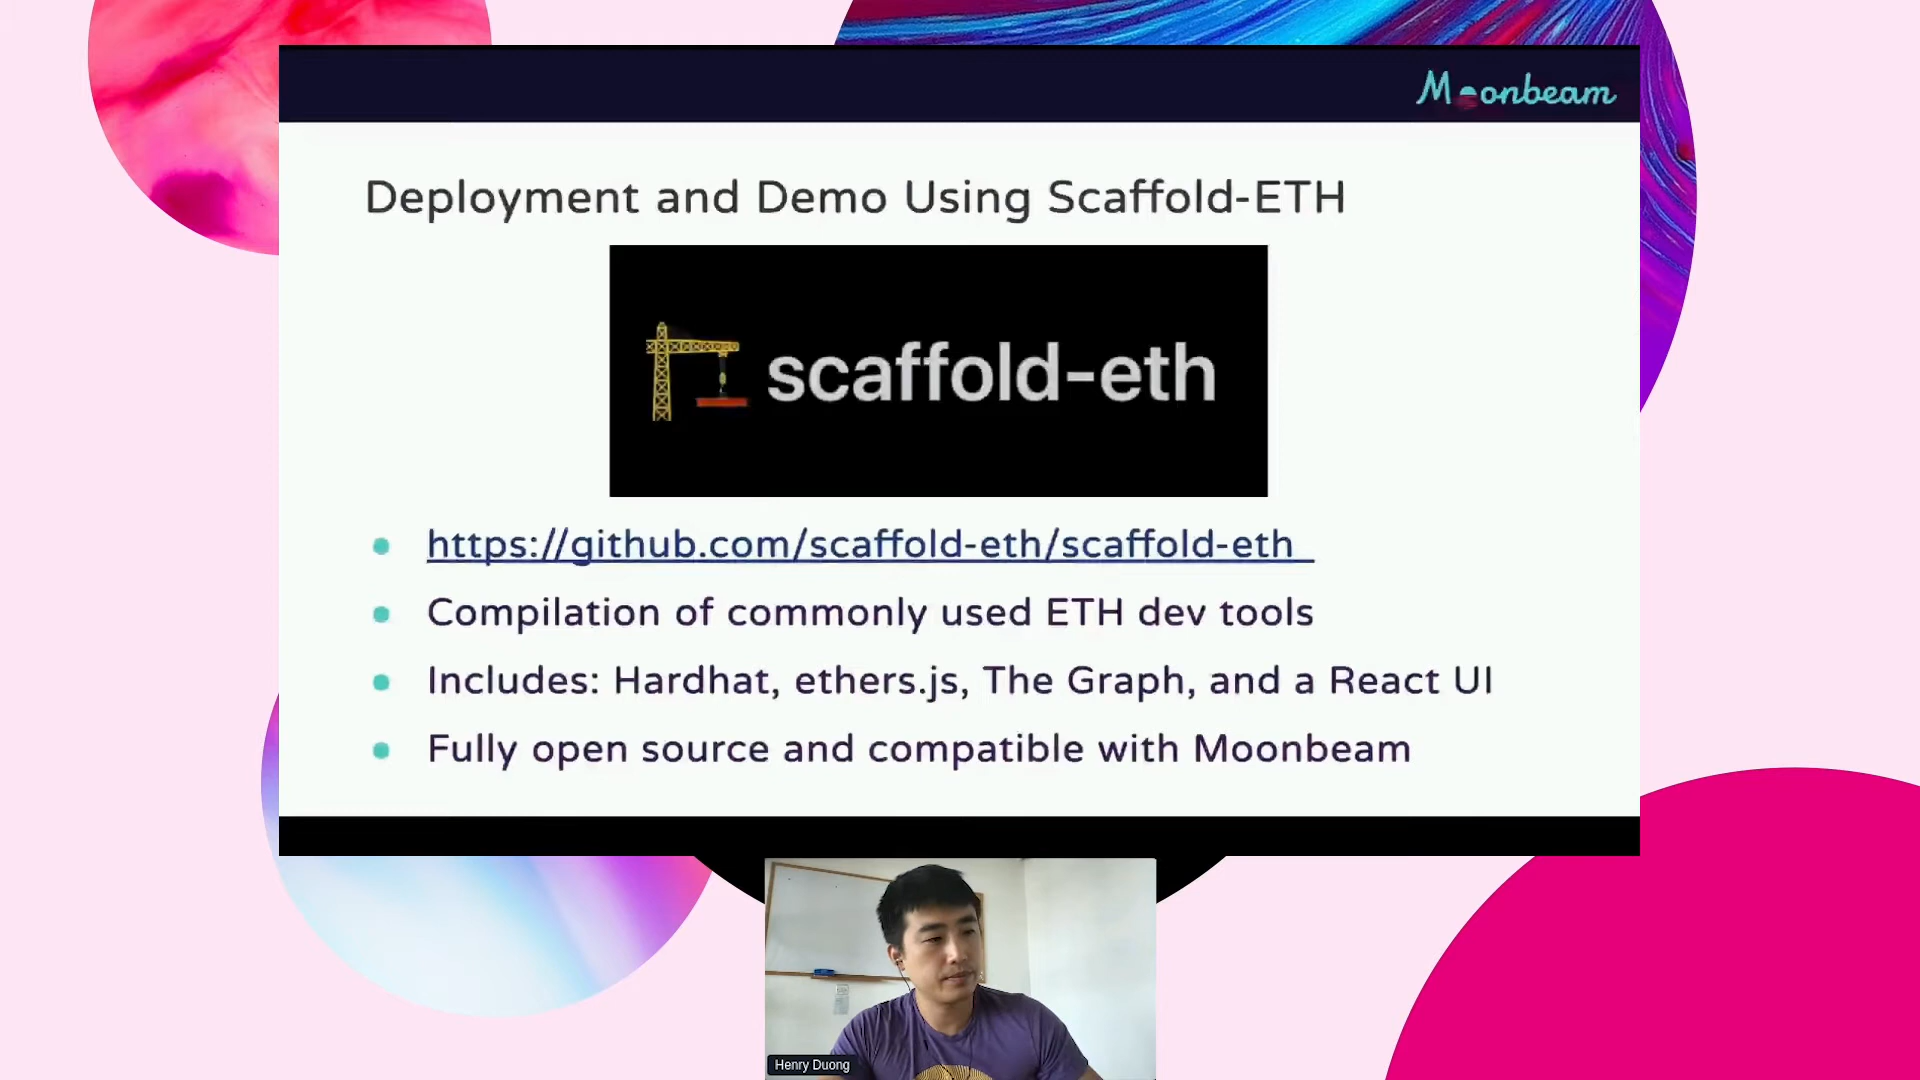 Moonbeam
Deployment and Demo Using Scaffold-ETH
scaffold-eth
https://github.com/scaffold-eth/scaffold-eth
Compilation of commonly used ETH dev tools
Includes: Hardhat, ethers.js, The Graph, and a React UI
Fully open source and compatible with Moonbeam
Henry Duong